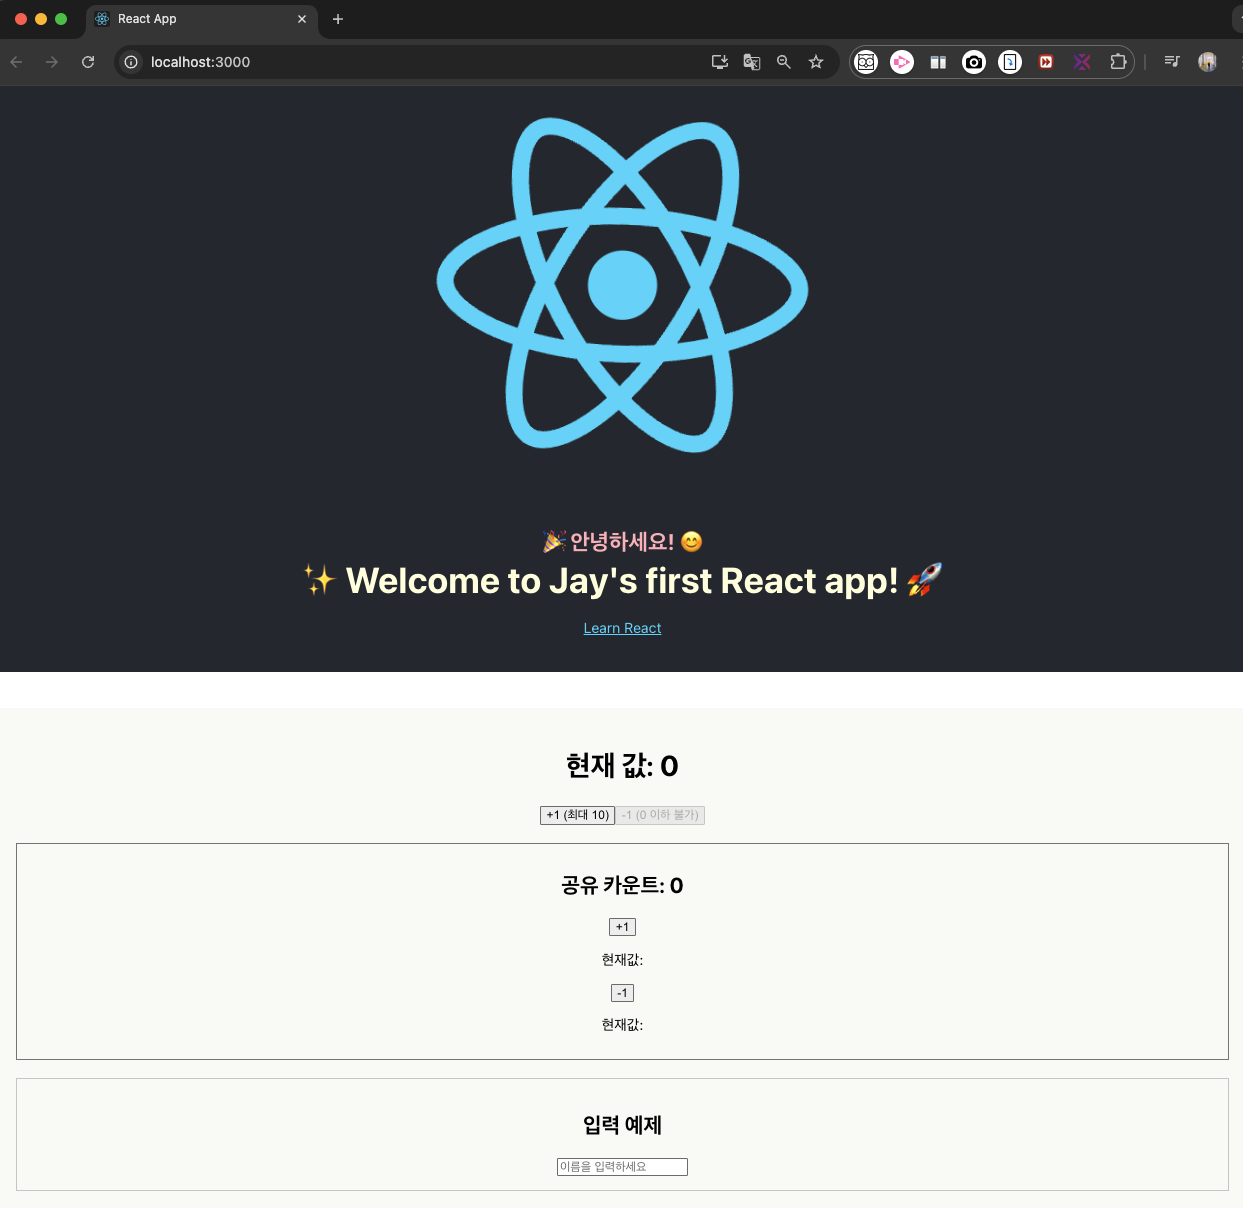 React App
localhost:3000
🎉 안녕하세요! 😊
✨ Welcome to Jay's first React app! 🚀
Learn React
현재 값: 0
+1 (최대 10) -1 (0 이하 불가)
공유 카운트: 0
+1
현재값:
-1
현재값:
입력 예제
이름을 입력하세요